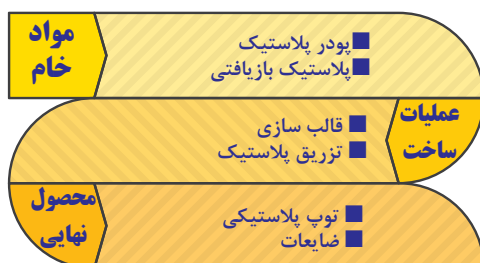 مواد
خام
پودر پلاستیک
پلاستیک بازیافتی
عملیات
ساخت
قالب سازی
تزریق پلاستیک
محصول
نهایی
توپ پلاستیکی
ضایعات